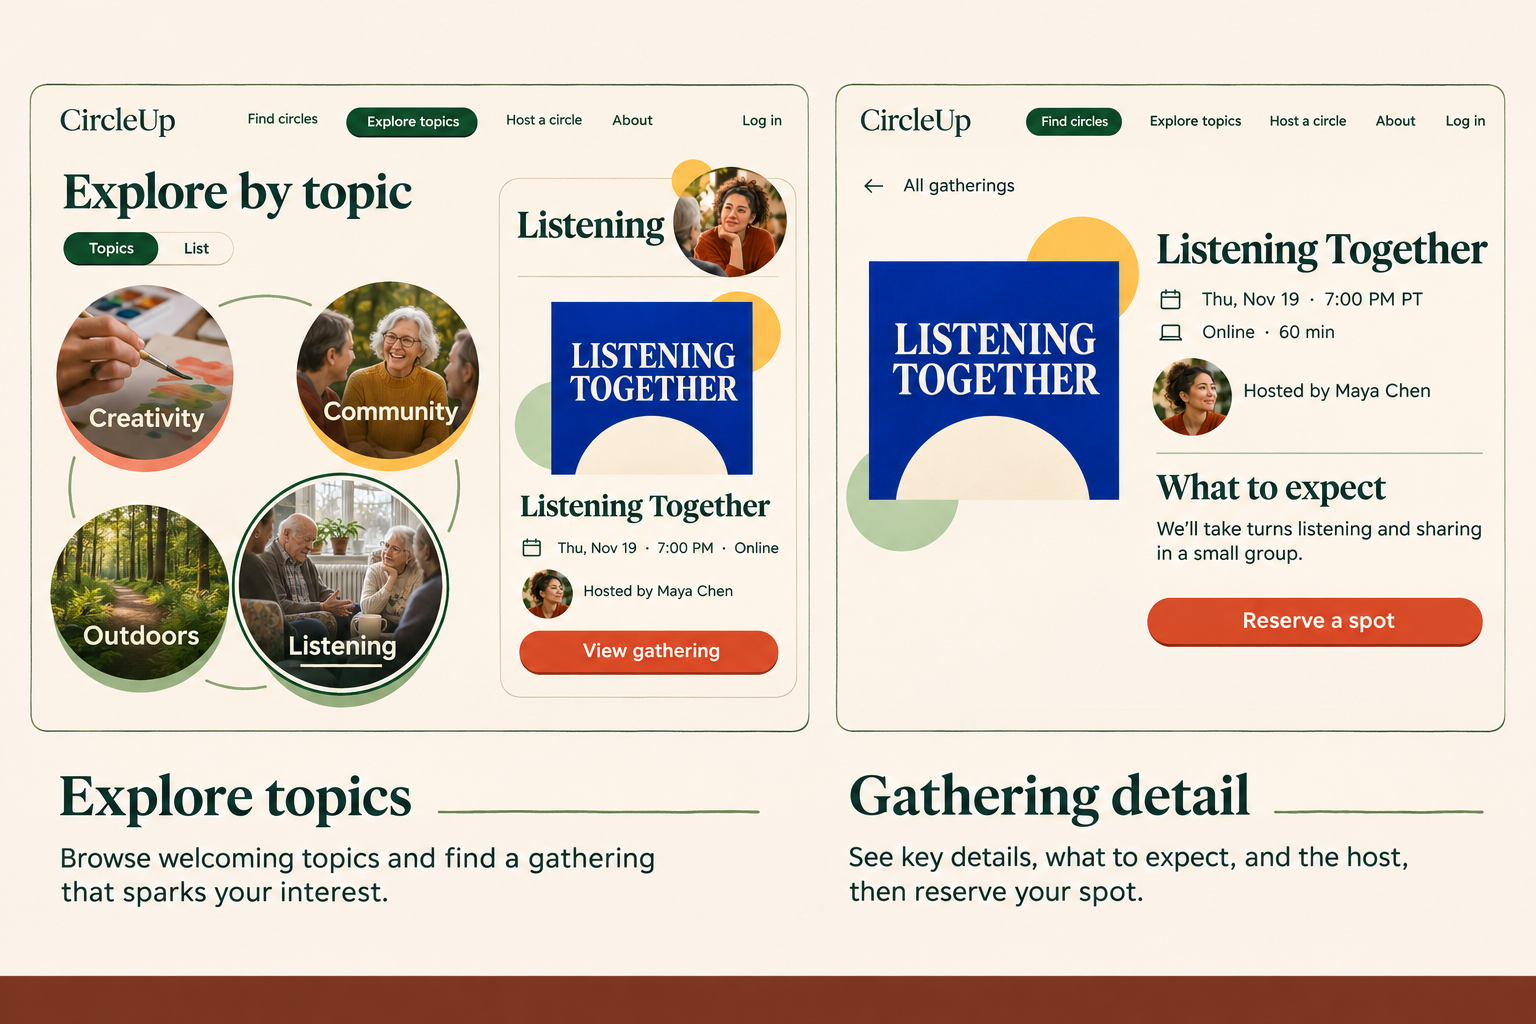 CircleUp
Find circles
Explore topics
Host a circle
About
Log in
Explore by topic
Topics
List
Creativity
Community
Outdoors
Listening
Listening
LISTENING
TOGETHER
Listening Together
Thu, Nov 19 · 7:00 PM · Online
Hosted by Maya Chen
View gathering
CircleUp
Find circles
Explore topics
Host a circle
About
Log in
← All gatherings
LISTENING
TOGETHER
Listening Together
Thu, Nov 19 · 7:00 PM PT
Online · 60 min
Hosted by Maya Chen
What to expect
We’ll take turns listening and sharing
in a small group.
Reserve a spot
Explore topics
Browse welcoming topics and find a gathering
that sparks your interest.
Gathering detail
See key details, what to expect, and the host,
then reserve your spot.